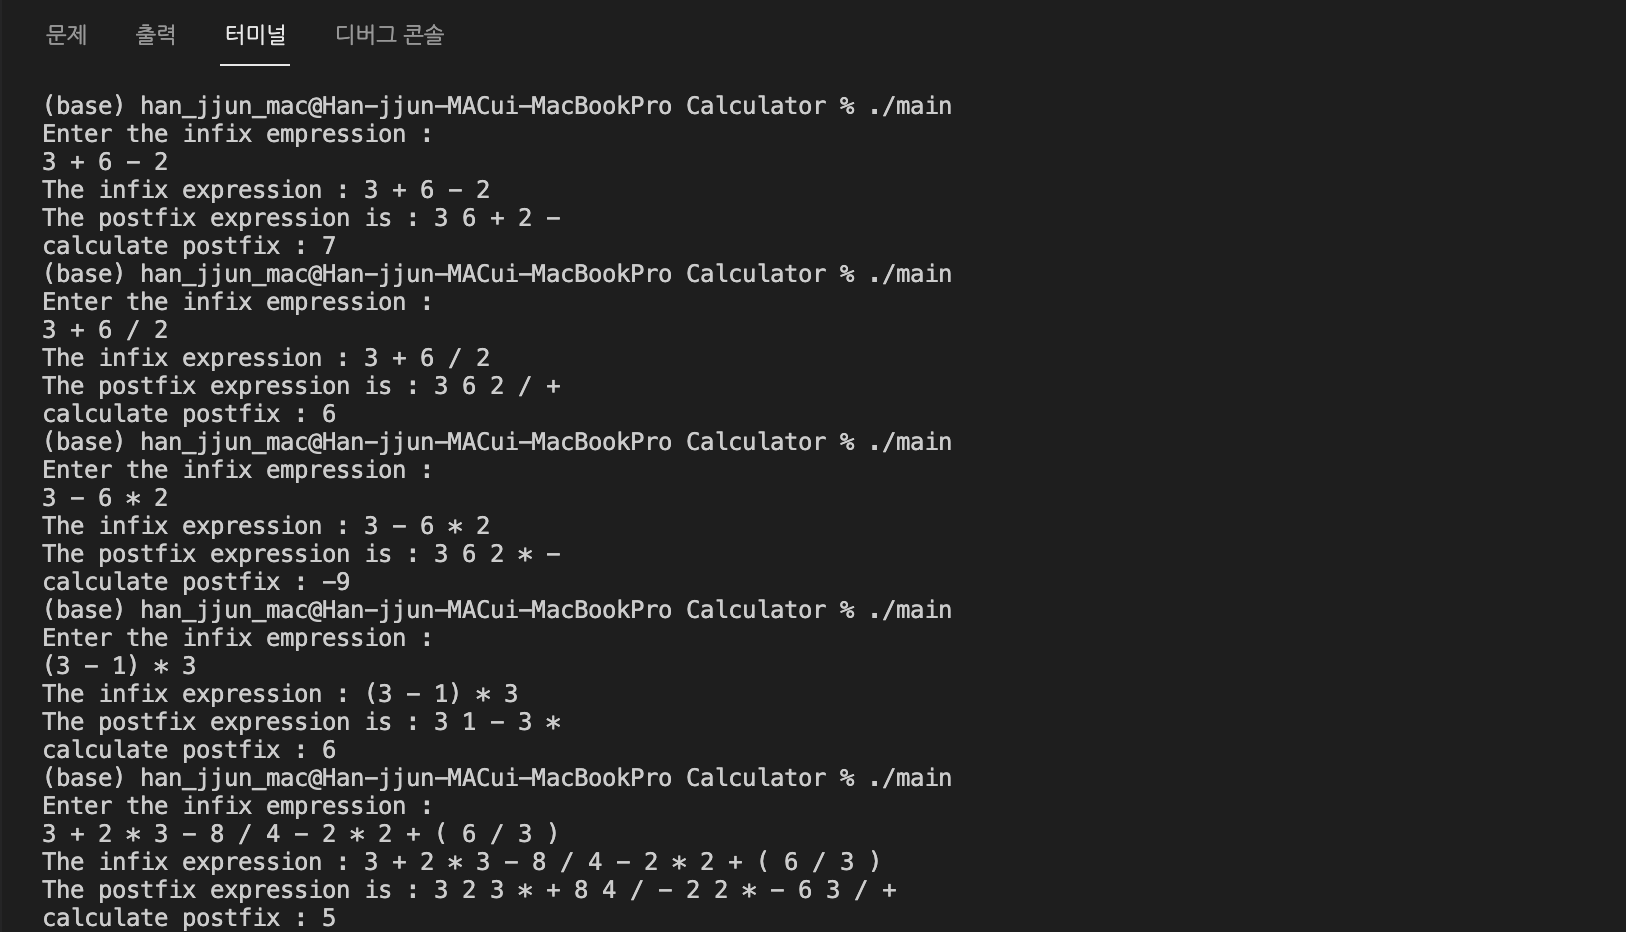 문제 출력 터미널 디버그 콘솔
(base) han_jjun_mac@Han-jjun-MACui-MacBookPro Calculator % ./main
Enter the infix empression :
3 + 6 - 2
The infix expression : 3 + 6 - 2
The postfix expression is : 3 6 + 2 -
calculate postfix : 7
(base) han_jjun_mac@Han-jjun-MACui-MacBookPro Calculator % ./main
Enter the infix empression :
3 + 6 / 2
The infix expression : 3 + 6 / 2
The postfix expression is : 3 6 2 / +
calculate postfix : 6
(base) han_jjun_mac@Han-jjun-MACui-MacBookPro Calculator % ./main
Enter the infix empression :
3 - 6 * 2
The infix expression : 3 - 6 * 2
The postfix expression is : 3 6 2 * -
calculate postfix : -9
(base) han_jjun_mac@Han-jjun-MACui-MacBookPro Calculator % ./main
Enter the infix empression :
(3 - 1) * 3
The infix expression : (3 - 1) * 3
The postfix expression is : 3 1 - 3 *
calculate postfix : 6
(base) han_jjun_mac@Han-jjun-MACui-MacBookPro Calculator % ./main
Enter the infix empression :
3 + 2 * 3 - 8 / 4 - 2 * 2 + ( 6 / 3 )
The infix expression : 3 + 2 * 3 - 8 / 4 - 2 * 2 + ( 6 / 3 )
The postfix expression is : 3 2 3 * + 8 4 / - 2 2 * - 6 3 / +
calculate postfix : 5